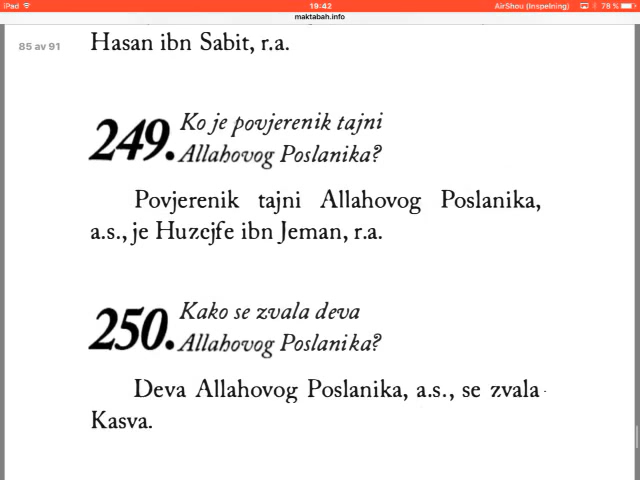 iPad 19:42 AirShou (Inspelning) 78 %
maktabah.info
85 av 91
Hasan ibn Sabit, r.a.
249. Ko je povjerenik tajni
Allahovog Poslanika?
Povjerenik tajni Allahovog Poslanika,
a.s., je Huzejfe ibn Jeman, r.a.
250. Kako se zvala deva
Allahovog Poslanika?
Deva Allahovog Poslanika, a.s., se zvala
Kasva.